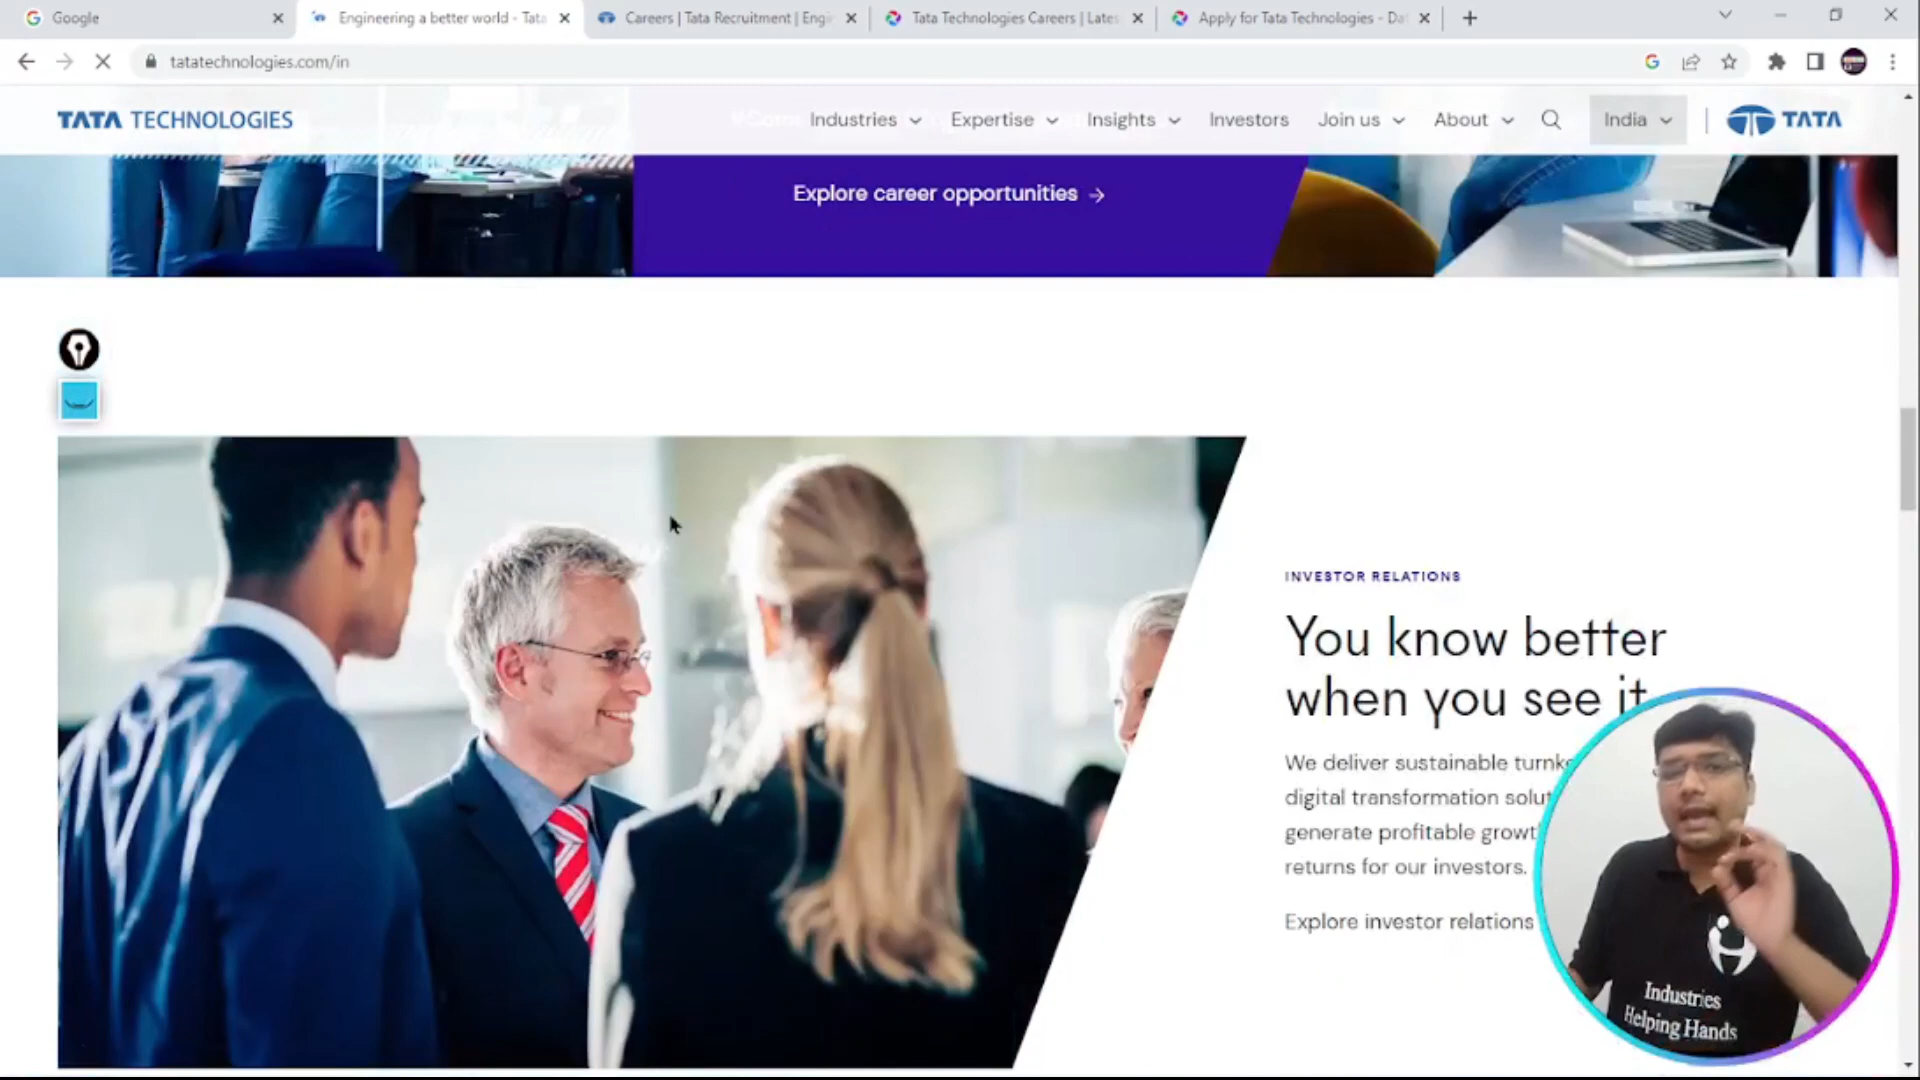 Google
Engineering a better world - Tata
Careers | Tata Recruitment | Engi
Tata Technologies Careers | Lates
Apply for Tata Technologies - Da
tatatechnologies.com/in
TATA TECHNOLOGIES
Industries
Expertise
Insights
Investors
Join us
About
India
TATA
Explore career opportunities →
INVESTOR RELATIONS
You know better
when you see it
We deliver sustainable turnk
digital transformation solut
generate profitable growt
returns for our investors.
Explore investor relations
Industries
Helping Hands